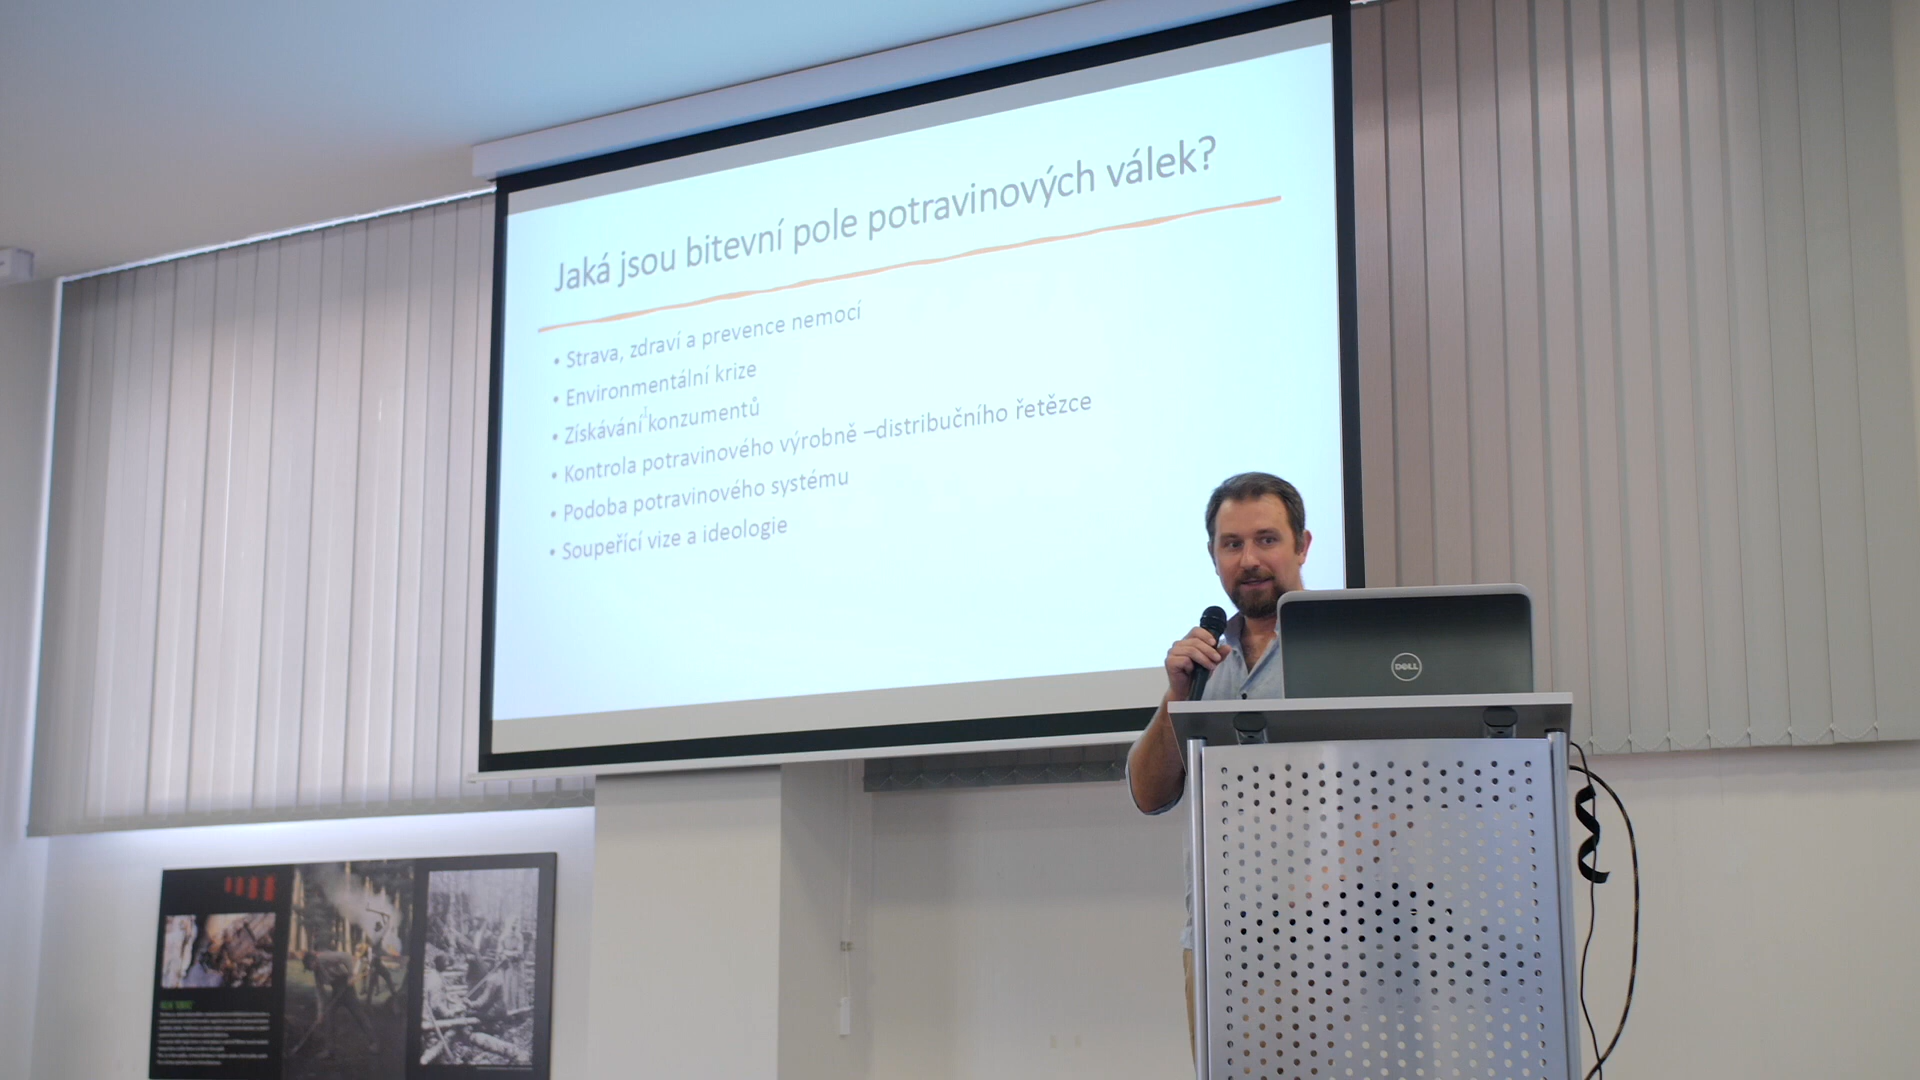 Jaká jsou bitevní pole potravinových válek?
• Strava, zdraví a prevence nemocí
• Environmentální krize
• Získávání konzumentů
• Kontrola potravinového výrobně –distribučního řetězce
• Podoba potravinového systému
• Soupeřící vize a ideologie
DELL